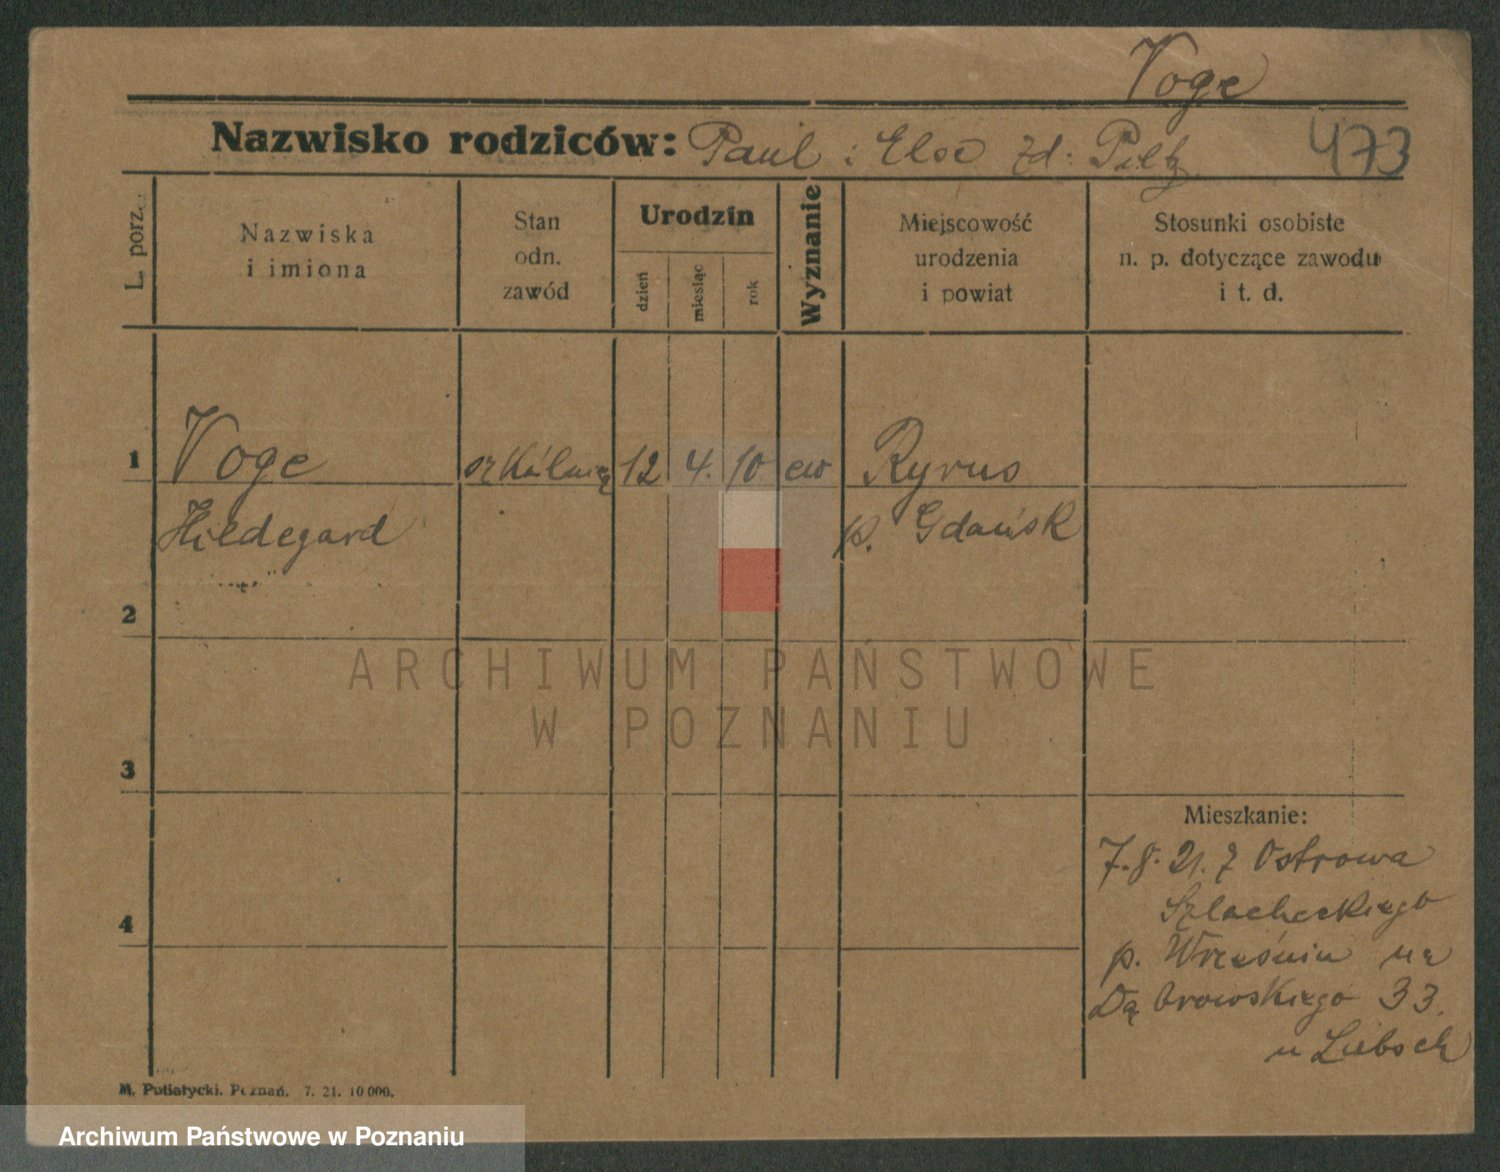 Voge
Nazwisko rodziców: Paul i Else zd: Piltz 473
L. porz.
Nazwiska
i imiona
Stan
odn.
zawód
Urodzin
dzień
miesiąc
rok
Wyznanie
Miejscowość
urodzenia
i powiat
Stosunki osobiste
n. p. dotyczące zawodu
i t. d.
1 Voge 12 4. 10 ew Ryrus
Hildegard p. Gdańsk
2
ARCHIWUM PAŃSTWOWE
W POZNANIU
3
Mieszkanie:
7.8.21. z Ostrowa
Szlacheckiego
4
p. Wrześniu na
Dąbrowskiego 33.
u Liebsch
M. Putiatycki. Poznań. 7. 21. 10 000.
Archiwum Państwowe w Poznaniu